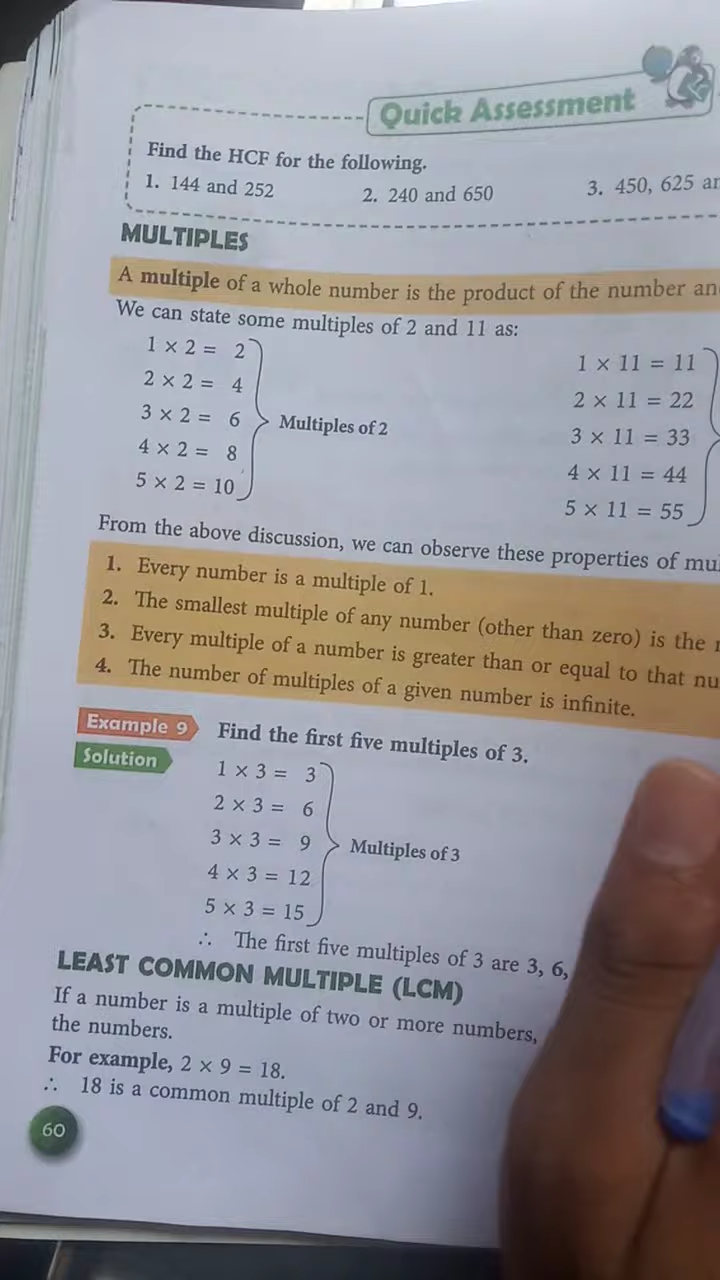 Quick Assessment
Find the HCF for the following.
1. 144 and 252 2. 240 and 650 3. 450, 625
MULTIPLES
A multiple of a whole number is the product of the number
We can state some multiples of 2 and 11 as:
1 × 2 = 2
2 × 2 = 4
3 × 2 = 6
4 × 2 = 8
5 × 2 = 10
Multiples of 2
1 × 11 = 11
2 × 11 = 22
3 × 11 = 33
4 × 11 = 44
5 × 11 = 55
From the above discussion, we can observe these properties of
1. Every number is a multiple of 1.
2. The smallest multiple of any number (other than zero) is the
3. Every multiple of a number is greater than or equal to that
4. The number of multiples of a given number is infinite.
Example 9 Find the first five multiples of 3.
Solution
1 × 3 = 3
2 × 3 = 6
3 × 3 = 9
4 × 3 = 12
5 × 3 = 15
Multiples of 3
∴ The first five multiples of 3 are 3, 6,
LEAST COMMON MULTIPLE (LCM)
If a number is a multiple of two or more numbers,
the numbers.
For example, 2 × 9 = 18.
∴ 18 is a common multiple of 2 and 9.
60